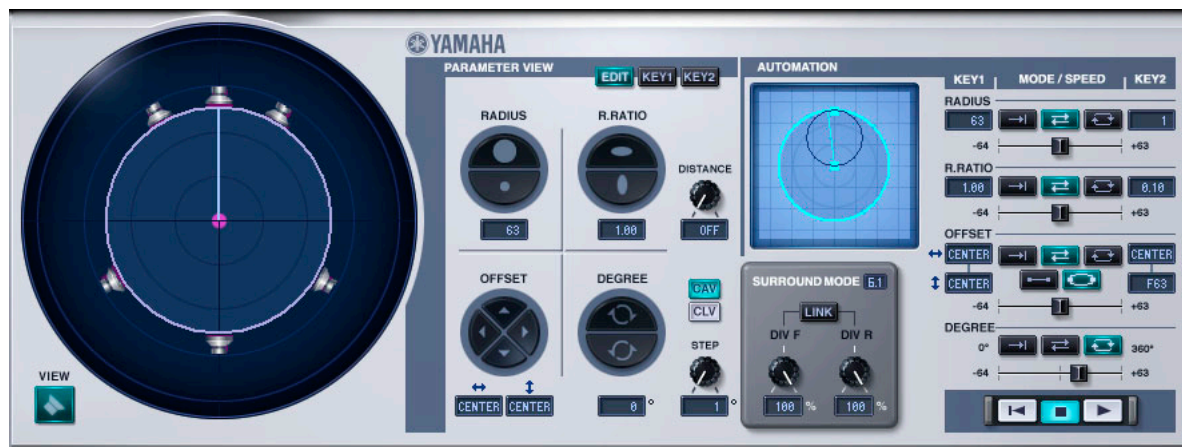 YAMAHA
PARAMETER VIEW
EDIT KEY1 KEY2
AUTOMATION
KEY1 MODE / SPEED KEY2
RADIUS
63 1
-64 +63
R.RATIO
1.00 0.10
-64 +63
OFFSET
CENTER CENTER
CENTER F63
-64 +63
DEGREE
0° 360°
-64 +63
RADIUS R.RATIO
DISTANCE
63 1.00 OFF
OFFSET DEGREE
CAV
CLV
STEP
CENTER CENTER 0 ° 1 °
SURROUND MODE 5.1
LINK
DIV F DIV R
100 % 100 %
VIEW